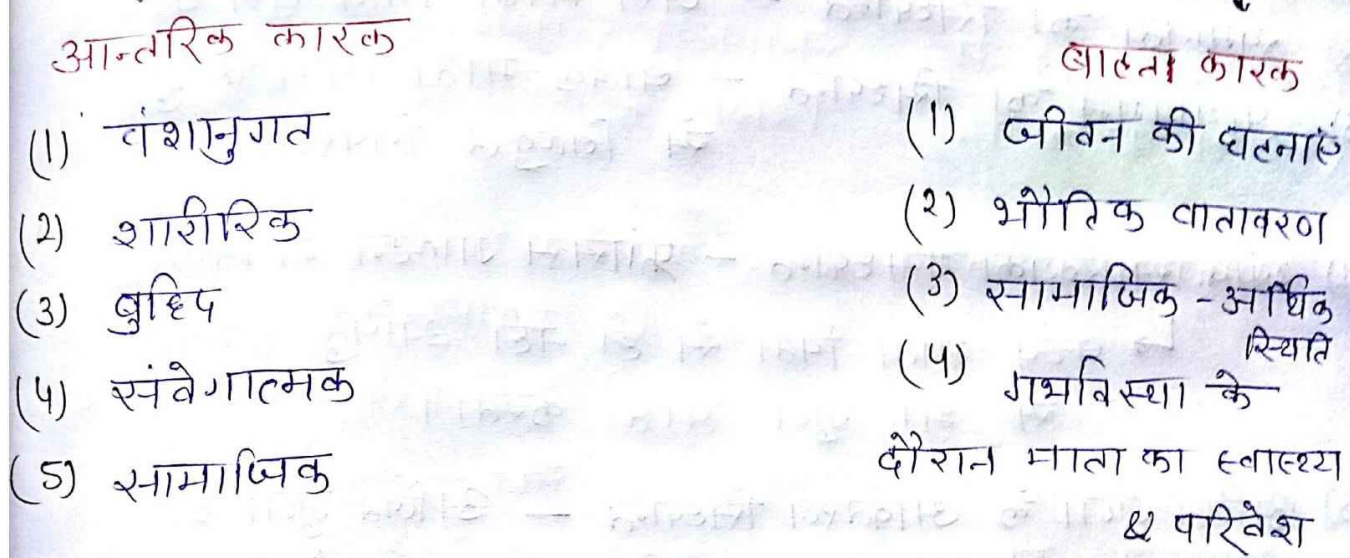 आन्तरिक कारक
(1) वंशानुगत
(2) शारीरिक
(3) बुद्धि
(4) संवेगात्मक
(5) सामाजिक
बाह्य कारक
(1) जीवन की घटनाएं
(2) भौतिक वातावरण
(3) सामाजिक - आर्थिक
स्थिति
(4) गर्भावस्था के
दौरान माता का स्वास्थ्य
& परिवेश